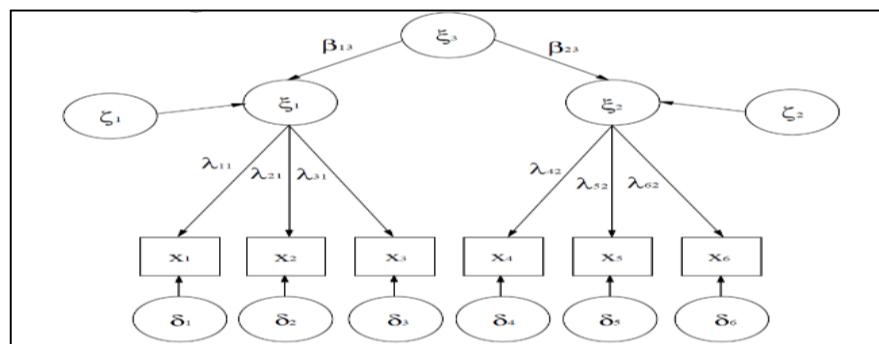 ξ₃
β₁₃ β₂₃
ζ₁ ξ₁ ξ₂ ζ₂
λ₁₁ λ₂₁ λ₃₁ λ₄₂ λ₅₂ λ₆₂
x₁ x₂ x₃ x₄ x₅ x₆
δ₁ δ₂ δ₃ δ₄ δ₅ δ₆